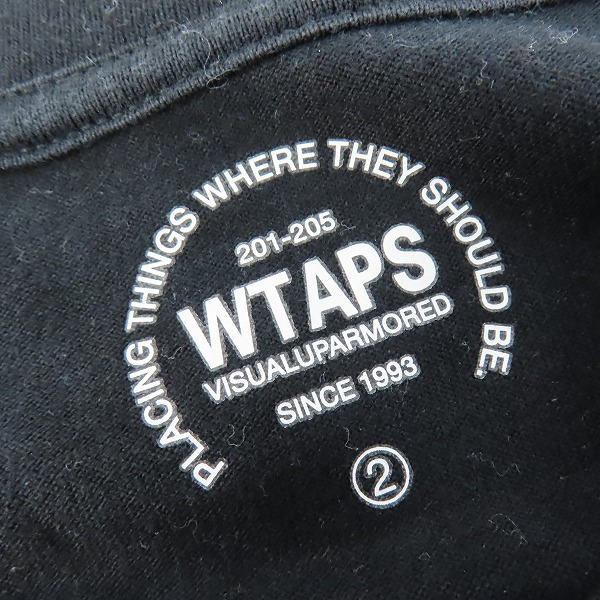 PLACING THINGS WHERE THEY SHOULD BE.
201-205
WTAPS
VISUALUPARMORED
SINCE 1993
2